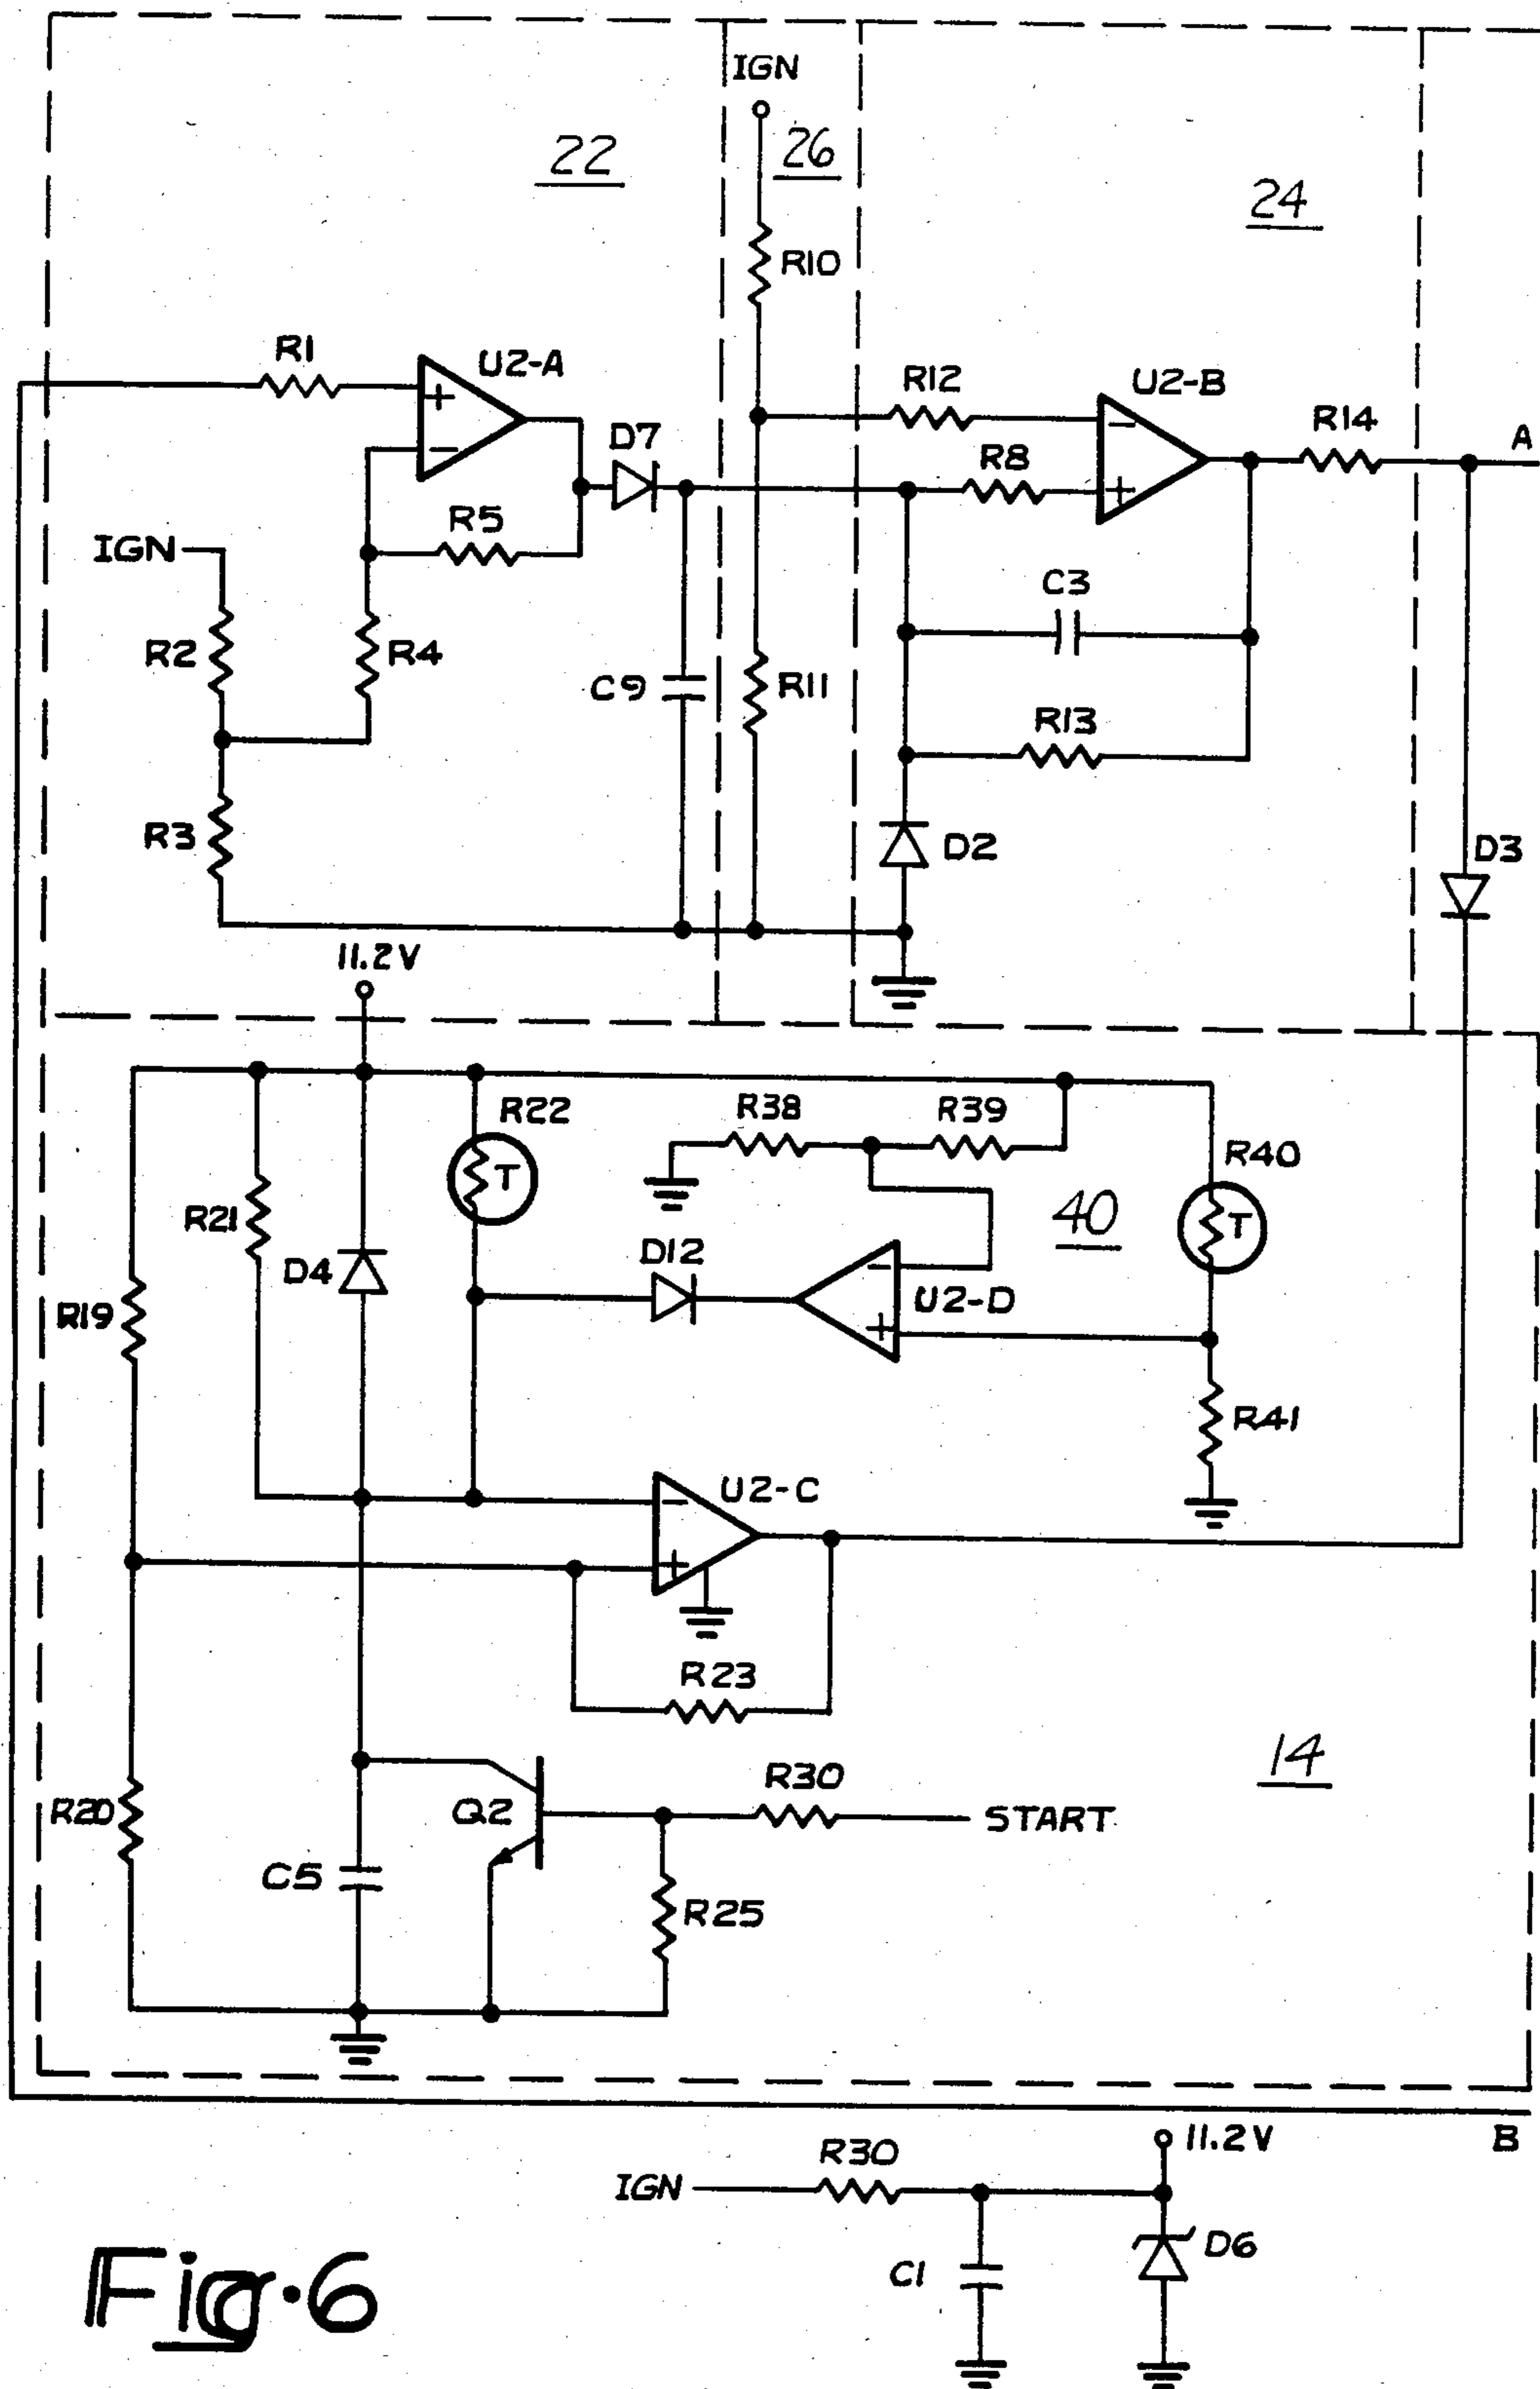 IGN
22
26
24
R10
R1
U2-A
R12
U2-B
R14
A
D7
R8
R5
IGN
C3
R2
R4
C9
R11
R13
R3
D2
D3
11.2V
R22
R38
R39
R40
T
R21
40
T
D4
D12
U2-D
R19
R41
U2-C
R23
14
R30
Q2
START
R20
C5
R25
B
11.2V
R30
IGN
D6
C1
Fig. 6